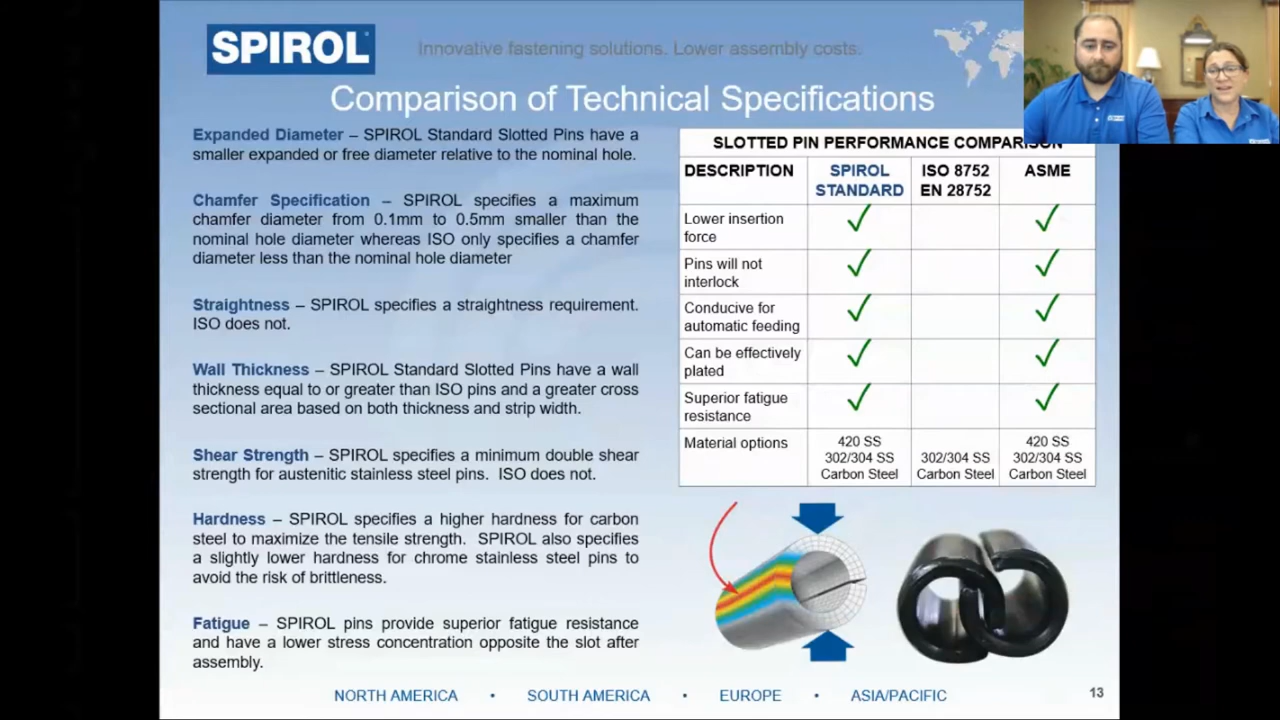 SPIROL
Innovative fastening solutions. Lower assembly costs.
Comparison of Technical Specifications
Expanded Diameter – SPIROL Standard Slotted Pins have a
smaller expanded or free diameter relative to the nominal hole.
Chamfer Specification – SPIROL specifies a maximum
chamfer diameter from 0.1mm to 0.5mm smaller than the
nominal hole diameter whereas ISO only specifies a chamfer
diameter less than the nominal hole diameter
Straightness – SPIROL specifies a straightness requirement.
ISO does not.
Wall Thickness – SPIROL Standard Slotted Pins have a wall
thickness equal to or greater than ISO pins and a greater cross
sectional area based on both thickness and strip width.
Shear Strength – SPIROL specifies a minimum double shear
strength for austenitic stainless steel pins. ISO does not.
Hardness – SPIROL specifies a higher hardness for carbon
steel to maximize the tensile strength. SPIROL also specifies
a slightly lower hardness for chrome stainless steel pins to
avoid the risk of brittleness.
Fatigue – SPIROL pins provide superior fatigue resistance
and have a lower stress concentration opposite the slot after
assembly.
SLOTTED PIN PERFORMANCE COMPARISON
DESCRIPTION
SPIROL
STANDARD
ISO 8752
EN 28752
ASME
Lower insertion
force
Pins will not
interlock
Conducive for
automatic feeding
Can be effectively
plated
Superior fatigue
resistance
Material options
420 SS
302/304 SS
Carbon Steel
302/304 SS
Carbon Steel
420 SS
302/304 SS
Carbon Steel
NORTH AMERICA • SOUTH AMERICA • EUROPE • ASIA/PACIFIC
13